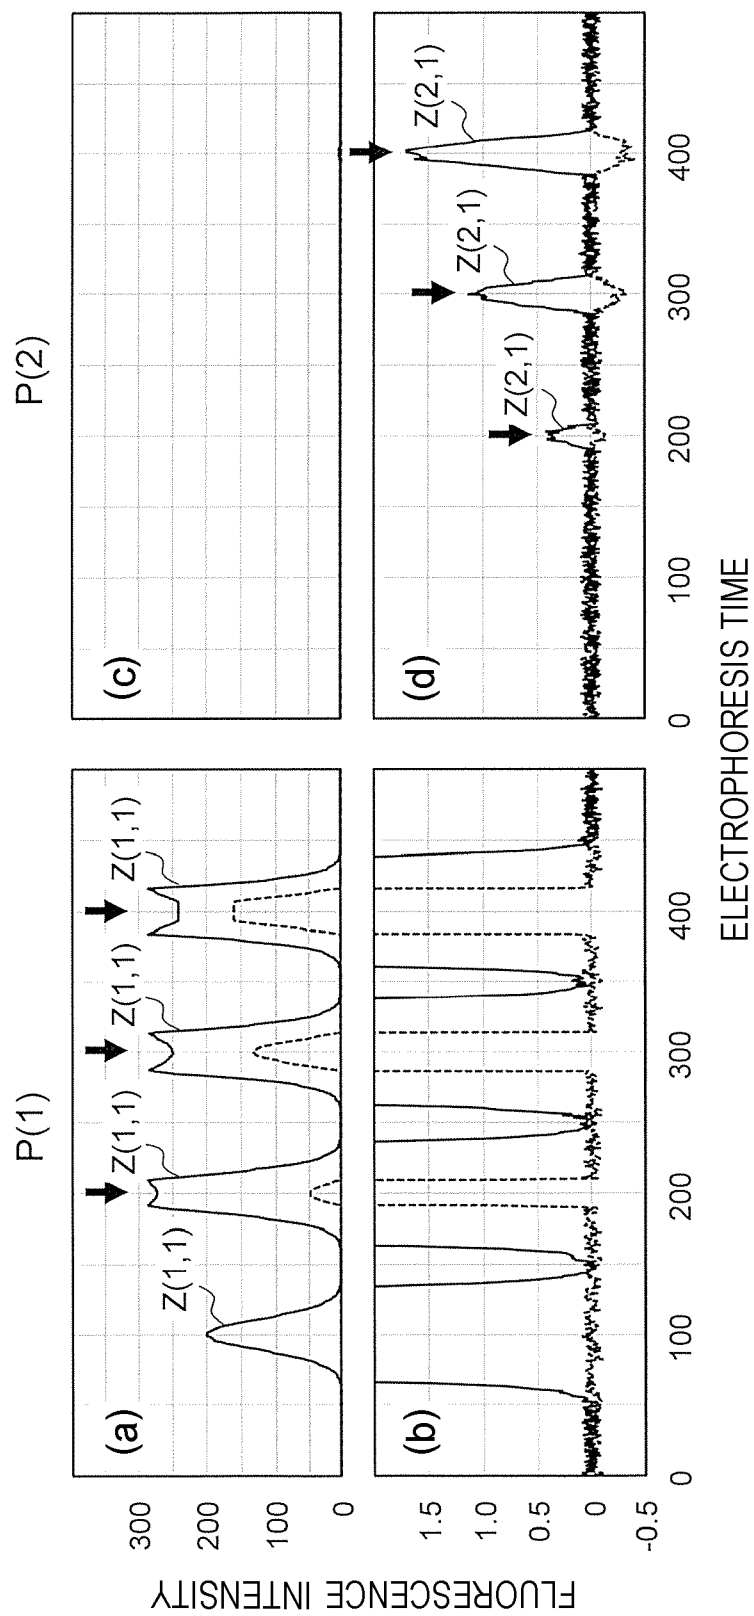 P(1)
P(2)
FLUORESCENCE INTENSITY
(a)
300
200
100
0
Z(1,1)
Z(1,1)
Z(1,1)
Z(1,1)
(c)
(b)
1.5
1.0
0.5
0
-0.5
0
100
200
300
400
(d)
Z(2,1)
Z(2,1)
Z(2,1)
0
100
200
300
400
ELECTROPHORESIS TIME